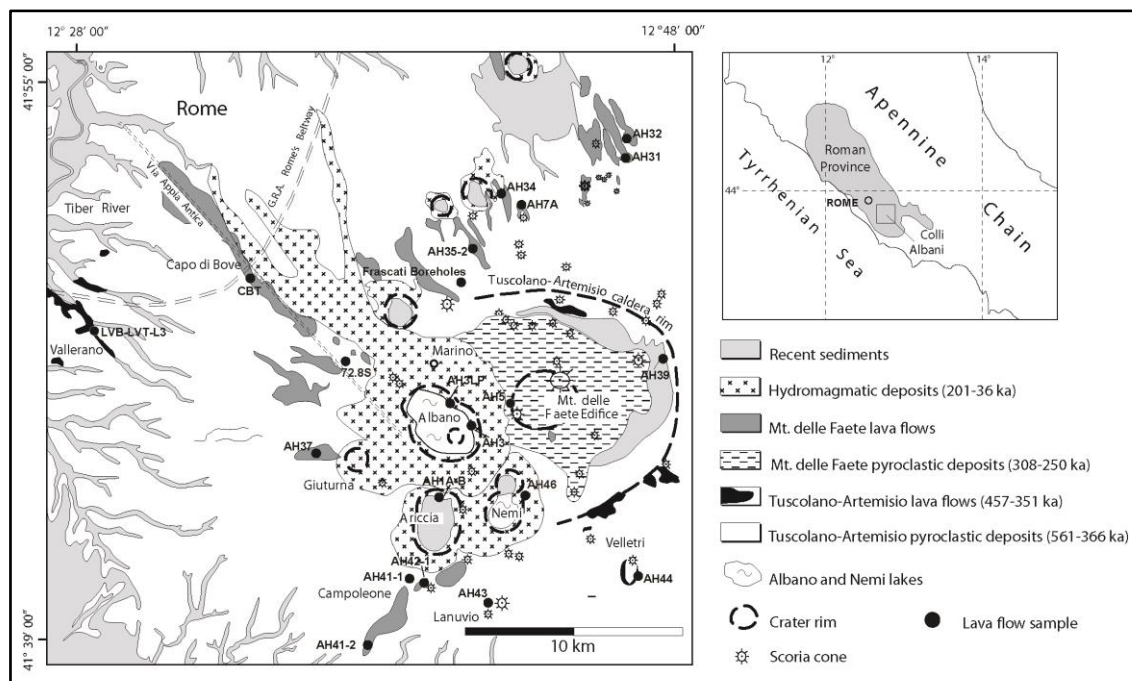 12° 28' 00"
12°48' 00"
41°55' 00"
41°39' 00"
Rome
Via Appia Antica
G.R.A. Rome's Beltway
Tiber River
Capo di Bove
CBT
LVB-LVT-L3
Vallerano
AH32
AH31
AH34
AH7A
AH35-2
Frascati Boreholes
Tuscolano-Artemisio caldera rim
Marino
72.8S
AH3LP
Albano
AH3
AH5
Mt. delle
Faete Edifice
AH39
AH37
Giuturna
AH1A-B
Ariccia
AH46
Nemi
Velletri
AH44
AH42-1
AH41-1
Campoleone
AH43
Lanuvio
AH41-2
10 km
12°
14°
44°
Apennine
Chain
Roman
Province
ROME
Colli
Albani
Tyrrhenian
Sea
Recent sediments
Hydromagmatic deposits (201-36 ka)
Mt. delle Faete lava flows
Mt. delle Faete pyroclastic deposits (308-250 ka)
Tuscolano-Artemisio lava flows (457-351 ka)
Tuscolano-Artemisio pyroclastic deposits (561-366 ka)
Albano and Nemi lakes
Crater rim
Lava flow sample
Scoria cone